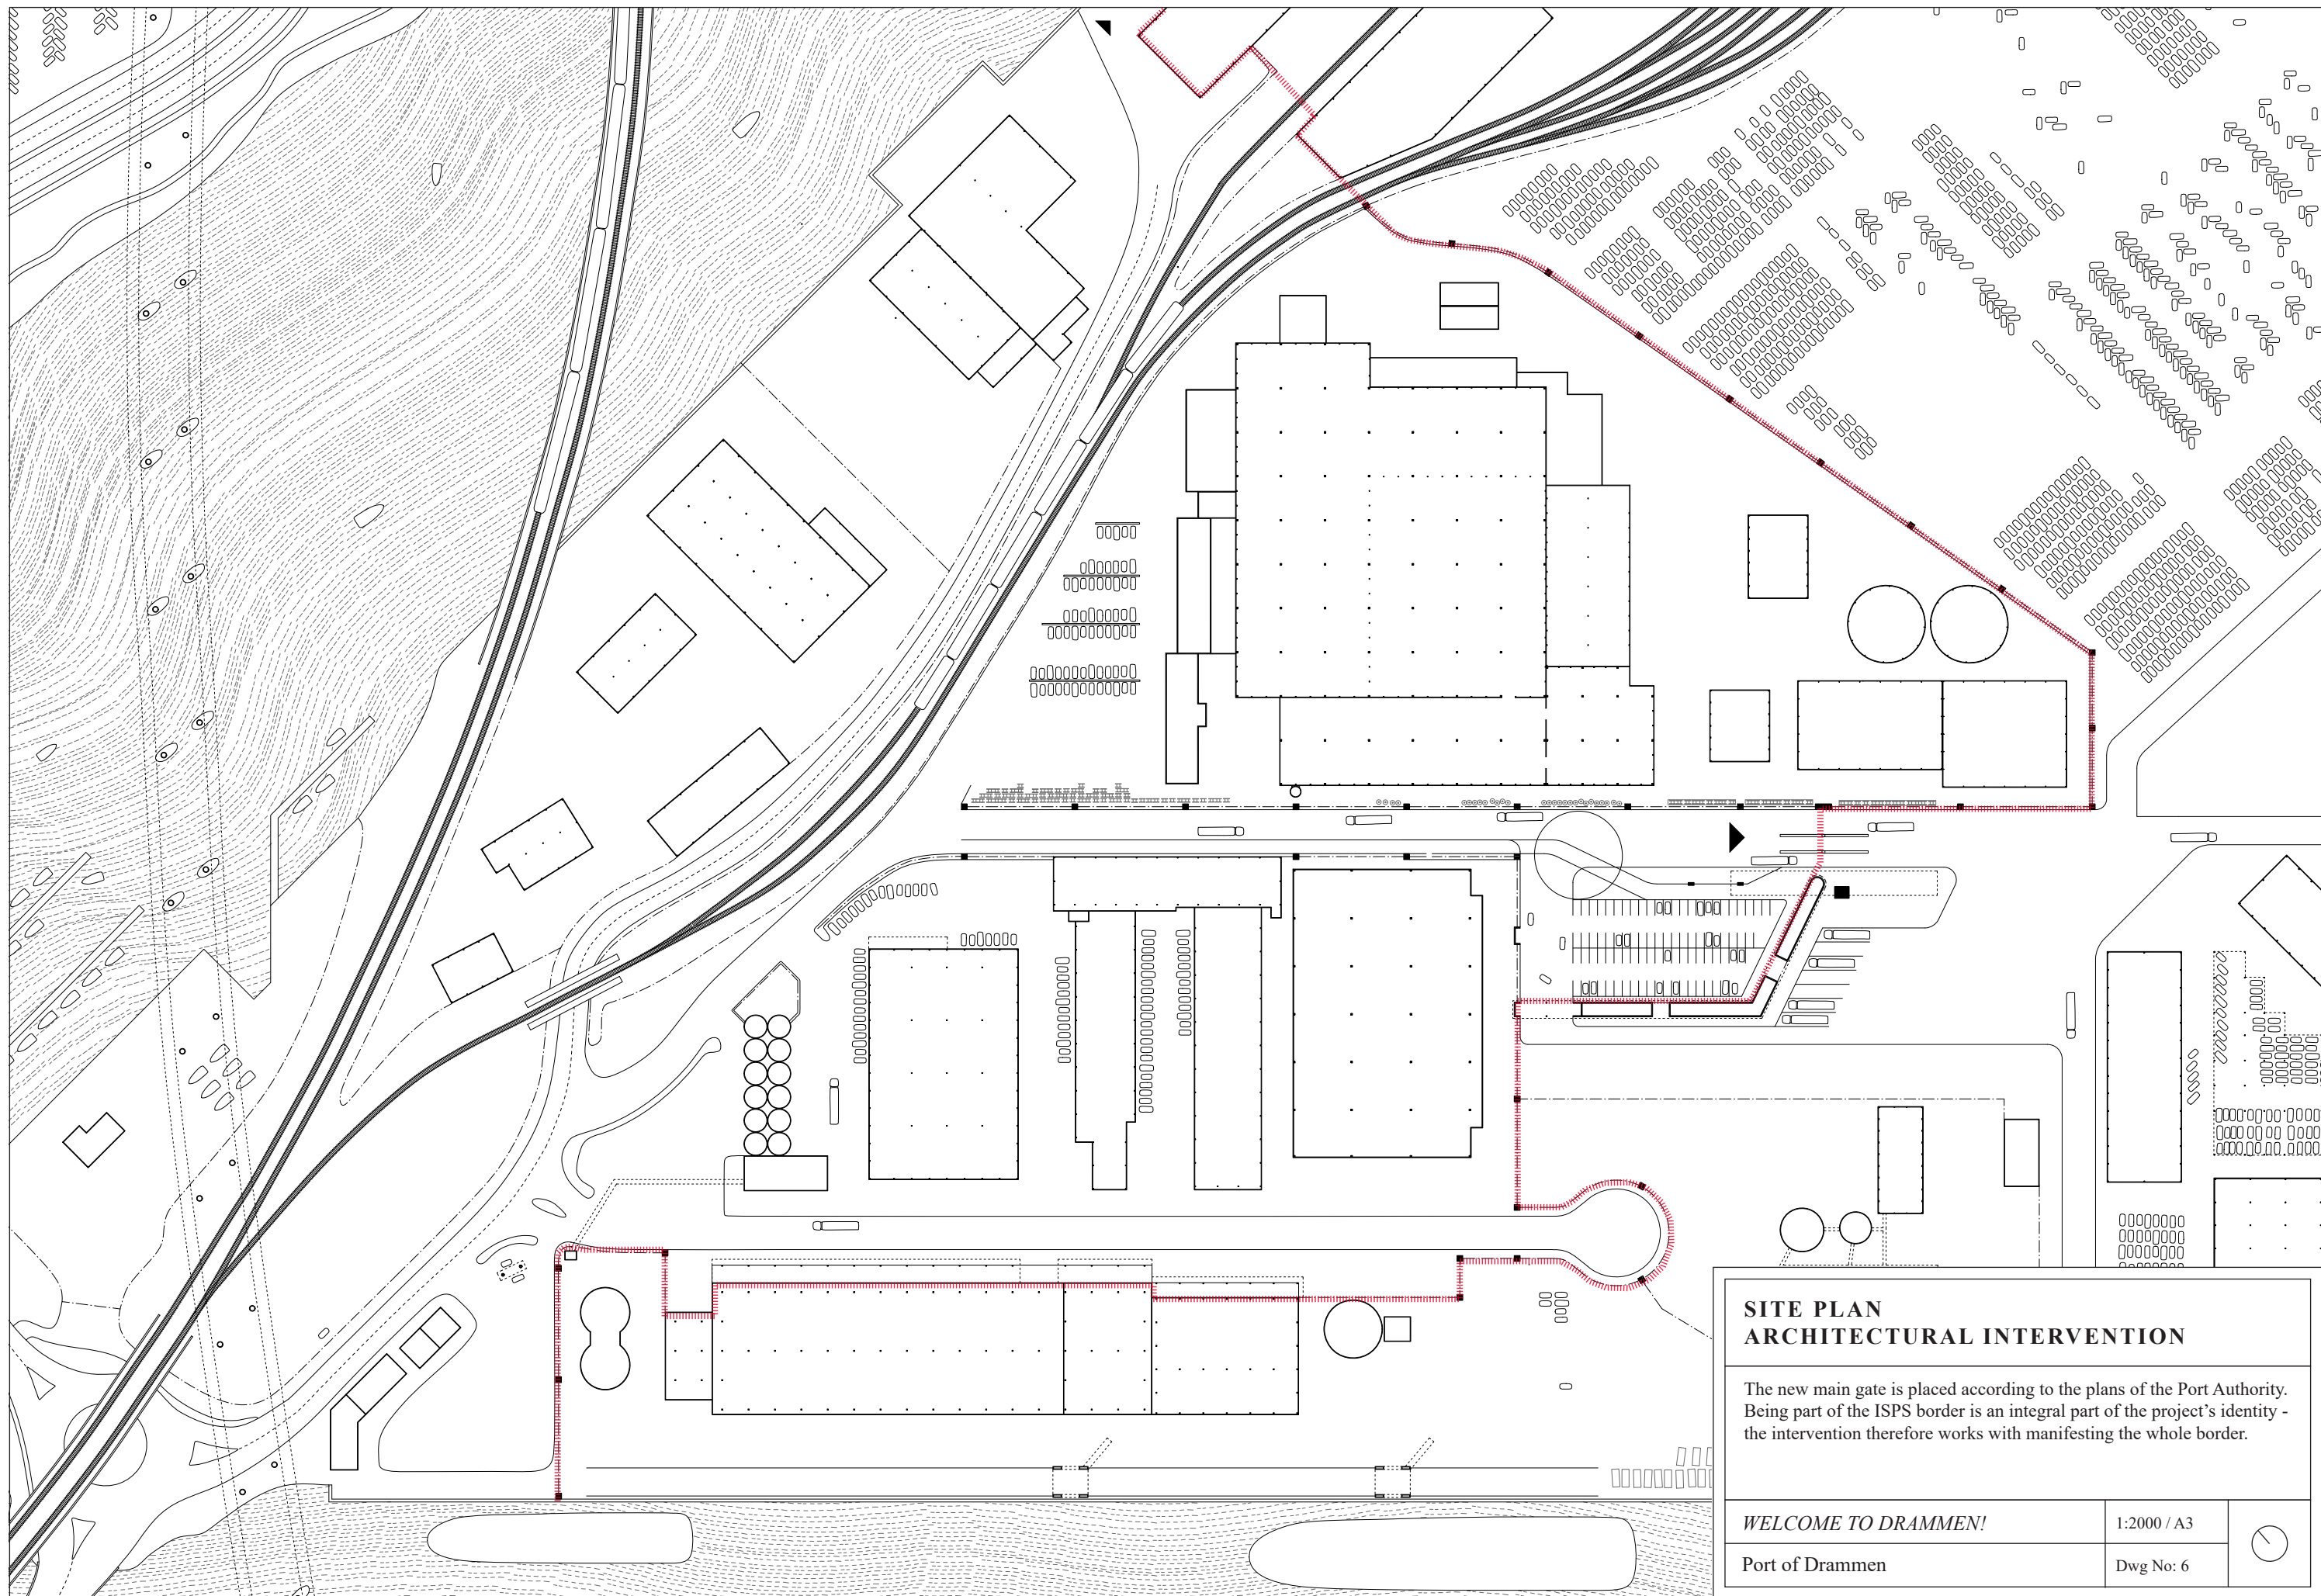 SITE PLAN
ARCHITECTURAL INTERVENTION
The new main gate is placed according to the plans of the Port Authority.
Being part of the ISPS border is an integral part of the project's identity -
the intervention therefore works with manifesting the whole border.
WELCOME TO DRAMMEN!
1:2000 / A3
Port of Drammen
Dwg No: 6